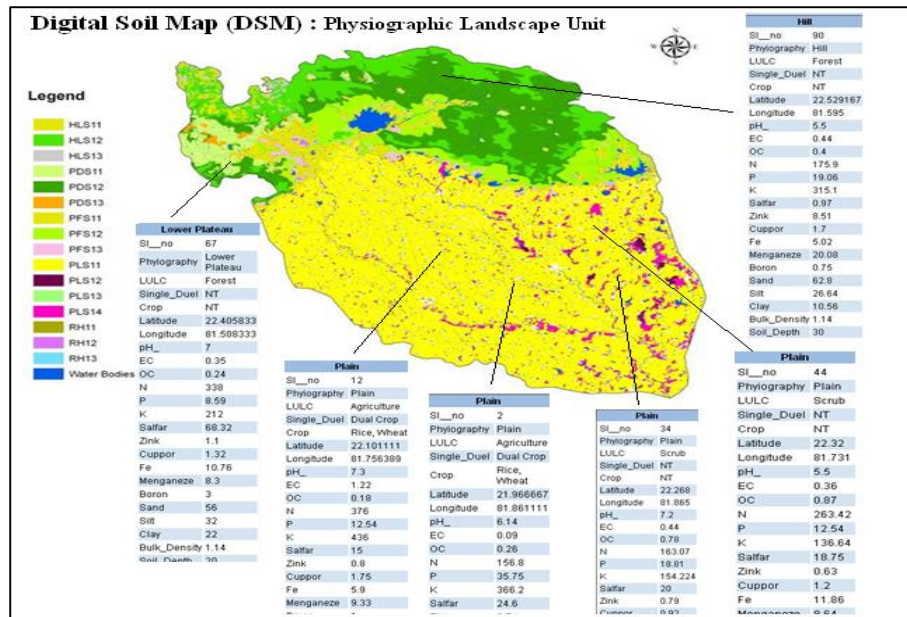 Digital Soil Map (DSM) : Physiographic Landscape Unit
N
W E
S
Legend
HLS11
HLS12
HLS13
PDS11
PDS12
PDS13
PFS11
PFS12
PFS13
PLS11
PLS12
PLS13
PLS14
RH11
RH12
RH13
Water Bodies
Hill
Sl__no 90
Phyiography Hill
LULC Forest
Single_Duel NT
Crop NT
Latitude 22.529167
Longitude 81.595
pH_ 5.5
EC 0.44
OC 0.4
N 175.9
P 19.06
K 315.1
Salfar 0.97
Zink 8.51
Cuppor 1.7
Fe 5.02
Menganeze 20.08
Boron 0.75
Sand 62.8
Silt 26.64
Clay 10.56
Bulk_Density 1.14
Soil_Depth 30
Lower Plateau
Sl__no 67
Phyiography Lower
Plateau
LULC Forest
Single_Duel NT
Crop NT
Latitude 22.405833
Longitude 81.508333
pH_ 7
EC 0.35
OC 0.24
N 338
P 8.59
K 212
Salfar 68.32
Zink 1.1
Cuppor 1.32
Fe 10.76
Menganeze 8.3
Boron 3
Sand 56
Silt 32
Clay 22
Bulk_Density 1.14
Plain
Sl__no 12
Phyiography Plain
LULC Agriculture
Single_Duel Dual Crop
Crop Rice, Wheat
Latitude 22.101111
Longitude 81.756389
pH_ 7.3
EC 1.22
OC 0.18
N 376
P 12.54
K 436
Salfar 15
Zink 0.8
Cuppor 1.75
Fe 5.9
Menganeze 9.33
Plain
Sl__no 2
Phyiography Plain
LULC Agriculture
Single_Duel Dual Crop
Crop Rice,
Wheat
Latitude 21.966667
Longitude 81.861111
pH_ 6.14
EC 0.09
OC 0.26
N 156.8
P 35.75
K 366.2
Salfar 24.6
Plain
Sl__no 34
Phyiography Plain
LULC Scrub
Single_Duel NT
Crop NT
Latitude 22.268
Longitude 81.865
pH_ 7.2
EC 0.44
OC 0.78
N 163.07
P 18.81
K 154.224
Salfar 20
Zink 0.79
Cuppor 0.92
Plain
Sl__no 44
Phyiography Plain
LULC Scrub
Single_Duel NT
Crop NT
Latitude 22.32
Longitude 81.731
pH_ 5.5
EC 0.36
OC 0.87
N 263.42
P 12.54
K 136.64
Salfar 18.75
Zink 0.63
Cuppor 1.2
Fe 11.86
Menganeze 8.64